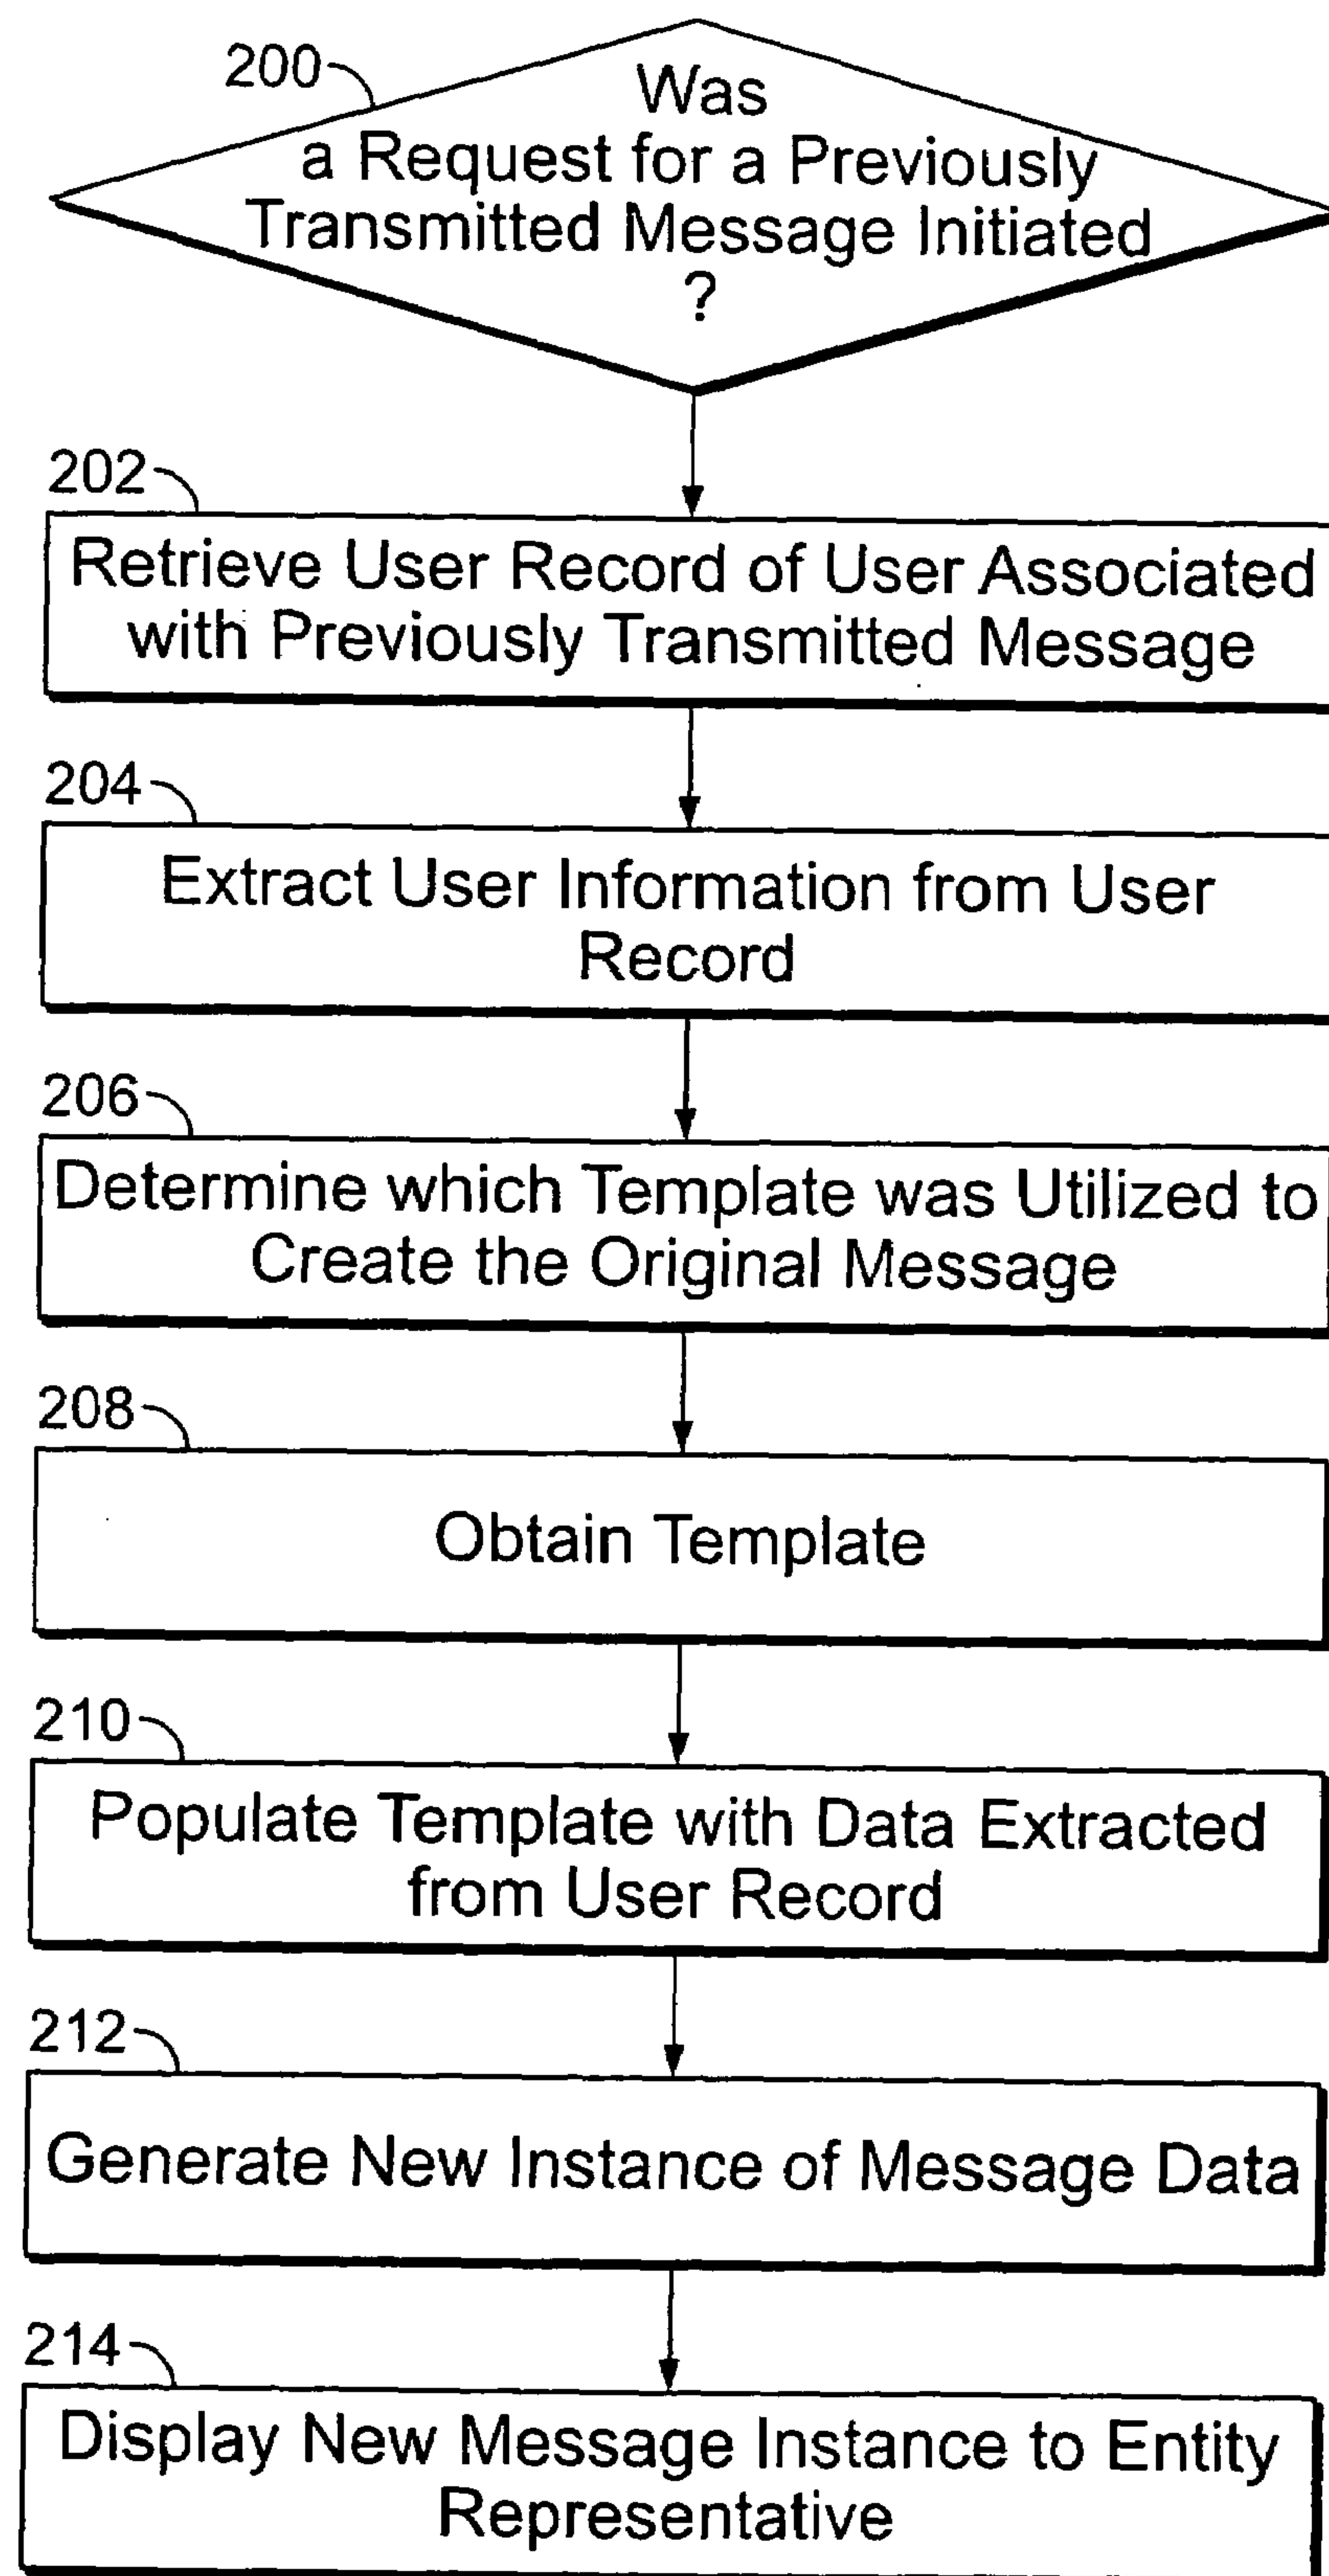 200
Was
a Request for a Previously
Transmitted Message Initiated
?
202
Retrieve User Record of User Associated
with Previously Transmitted Message
204
Extract User Information from User
Record
206
Determine which Template was Utilized to
Create the Original Message
208
Obtain Template
210
Populate Template with Data Extracted
from User Record
212
Generate New Instance of Message Data
214
Display New Message Instance to Entity
Representative